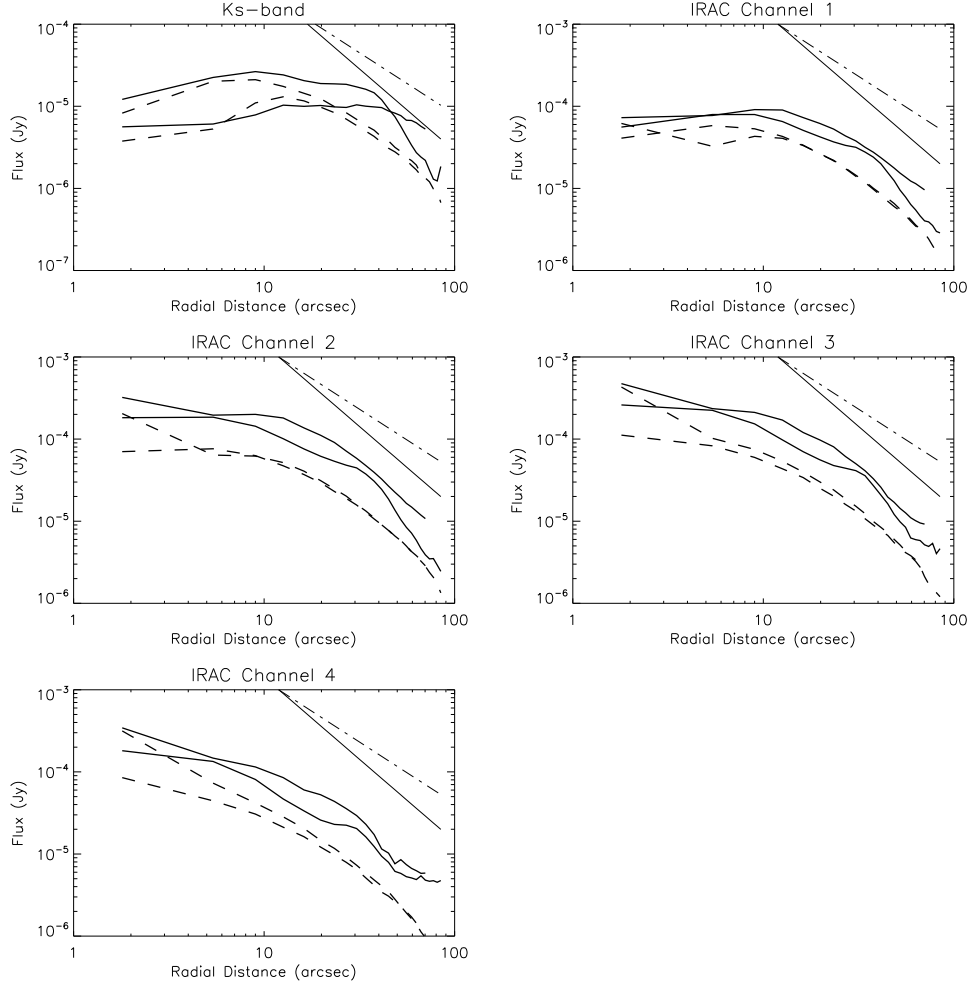 Ks-band
10^-4
10^-5
10^-6
10^-7
Flux (Jy)
1 10 100
Radial Distance (arcsec)
IRAC Channel 1
10^-3
10^-4
10^-5
10^-6
Flux (Jy)
1 10 100
Radial Distance (arcsec)
IRAC Channel 2
10^-3
10^-4
10^-5
10^-6
Flux (Jy)
1 10 100
Radial Distance (arcsec)
IRAC Channel 3
10^-3
10^-4
10^-5
10^-6
Flux (Jy)
1 10 100
Radial Distance (arcsec)
IRAC Channel 4
10^-3
10^-4
10^-5
10^-6
Flux (Jy)
1 10 100
Radial Distance (arcsec)